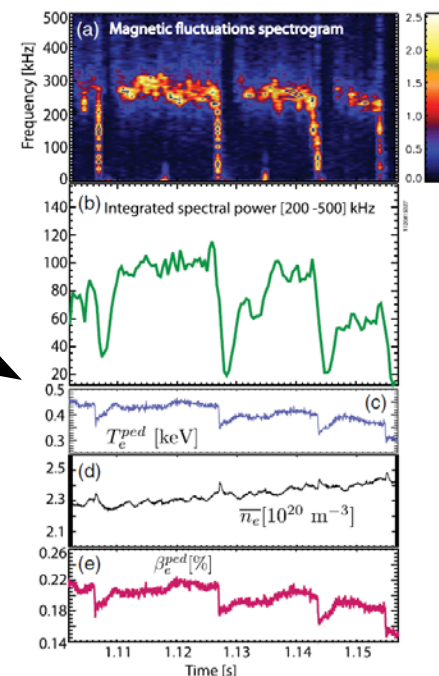 (a) Magnetic fluctuations spectrogram
Frequency [kHz]
500
400
300
200
100
0
2.5
2.0
1.5
1.0
0.5
0.0
(b) Integrated spectral power [200 -500] kHz
140
120
100
80
60
40
20
(c)
0.5
0.4
0.3
T_e^{ped} [keV]
(d)
2.5
2.3
2.1
\overline{n_e}[10^{20} m^{-3}]
(e) β_e^{ped}[%]
0.26
0.22
0.18
0.14
1.11 1.12 1.13 1.14 1.15
Time [s]